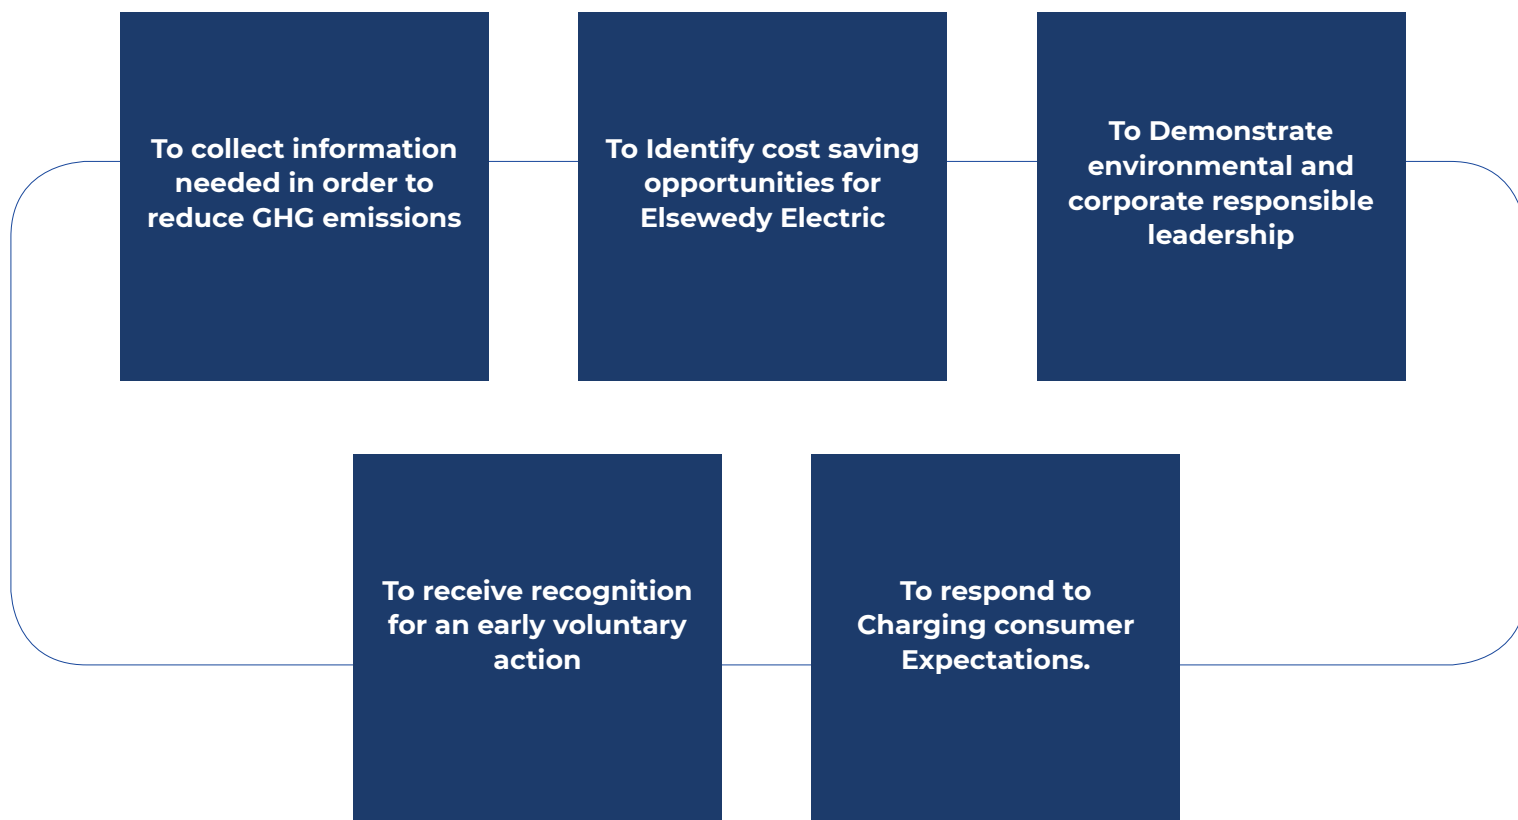 To collect information
needed in order to
reduce GHG emissions
To Identify cost saving
opportunities for
Elsewedy Electric
To Demonstrate
environmental and
corporate responsible
leadership
To receive recognition
for an early voluntary
action
To respond to
Charging consumer
Expectations.